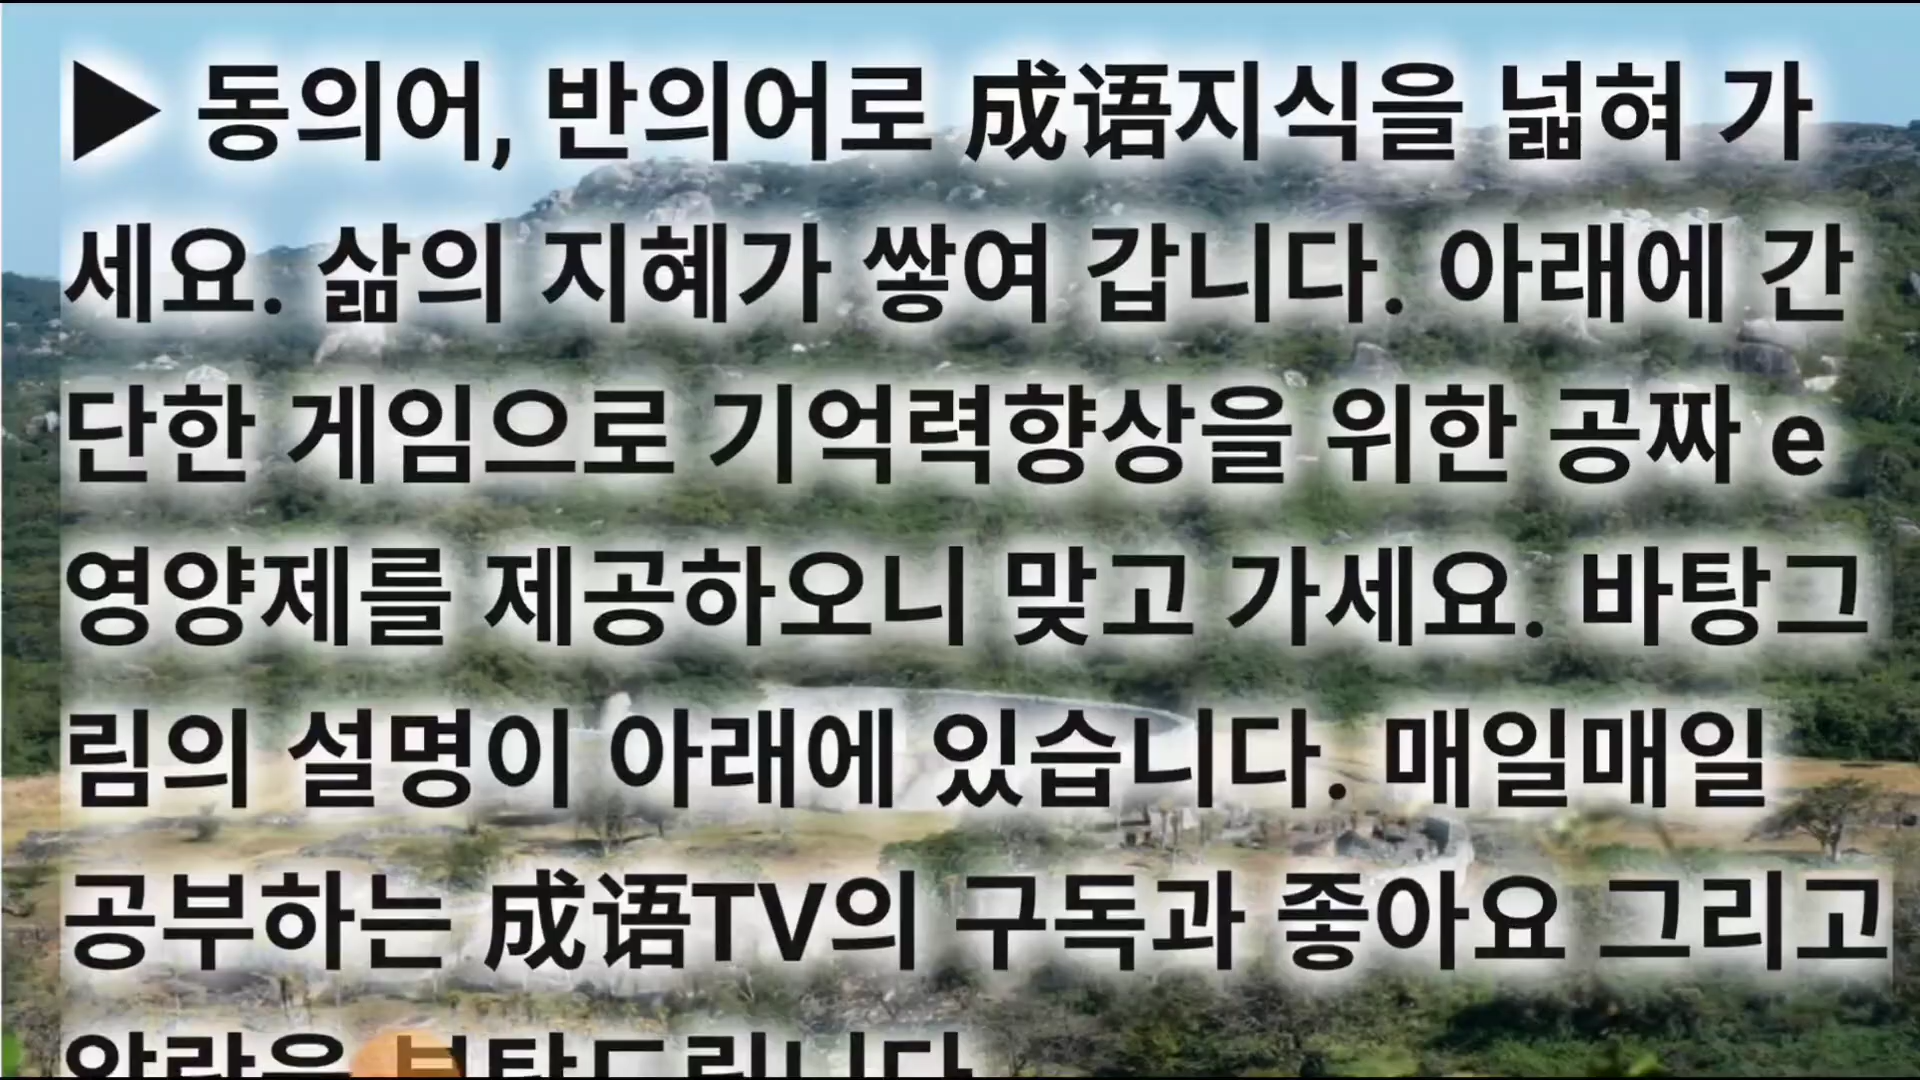 ▶ 동의어, 반의어로 成语지식을 넓혀 가
세요. 삶의 지혜가 쌓여 갑니다. 아래에 간
단한 게임으로 기억력향상을 위한 공짜 e
영양제를 제공하오니 맞고 가세요. 바탕그
림의 설명이 아래에 있습니다. 매일매일
공부하는 成语TV의 구독과 좋아요 그리고